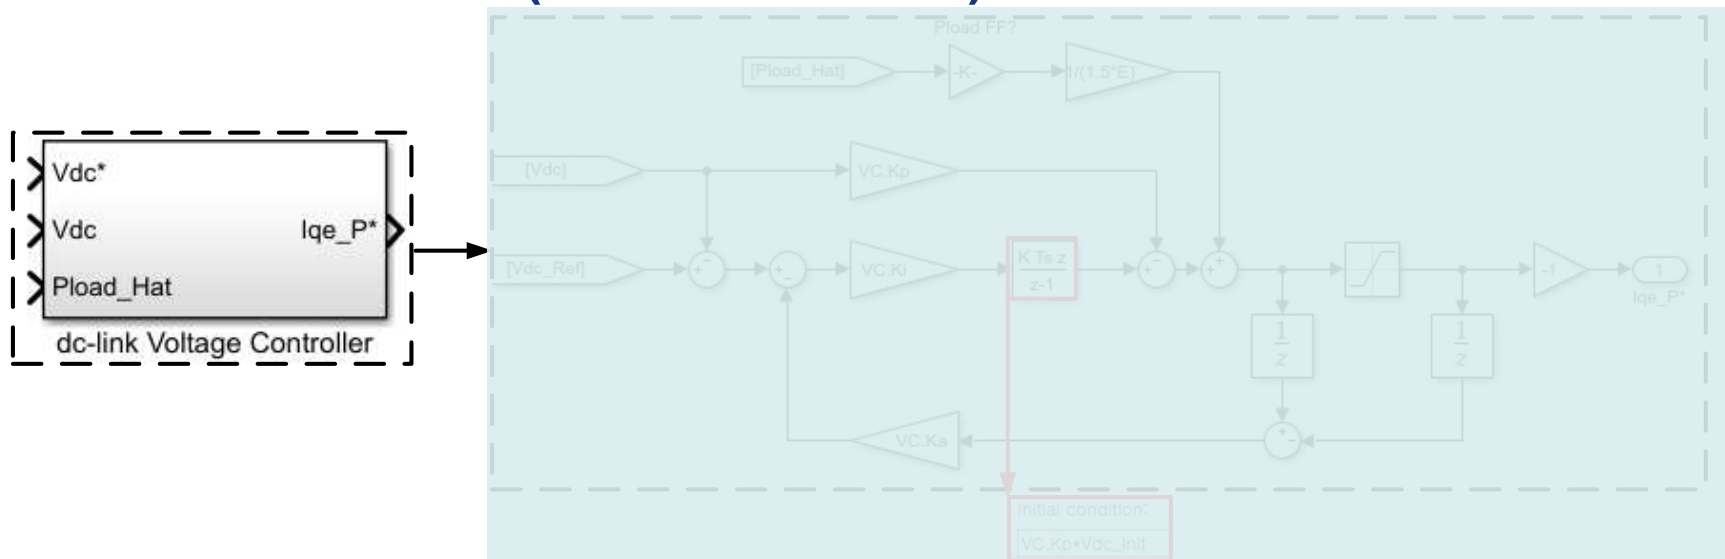 Pload FF?
[Pload_Hat]
-K-
1/(1.5*E)
Vdc*
[Vdc]
VC.Kp
Vdc
Iqe_P*
[Vdc_Ref]
VC.Ki
K Ts z
z-1
-1
1
Iqe_P*
Pload_Hat
dc-link Voltage Controller
1
z
1
z
VC.Ka
Initial condition:
VC.Kp*Vdc_Init